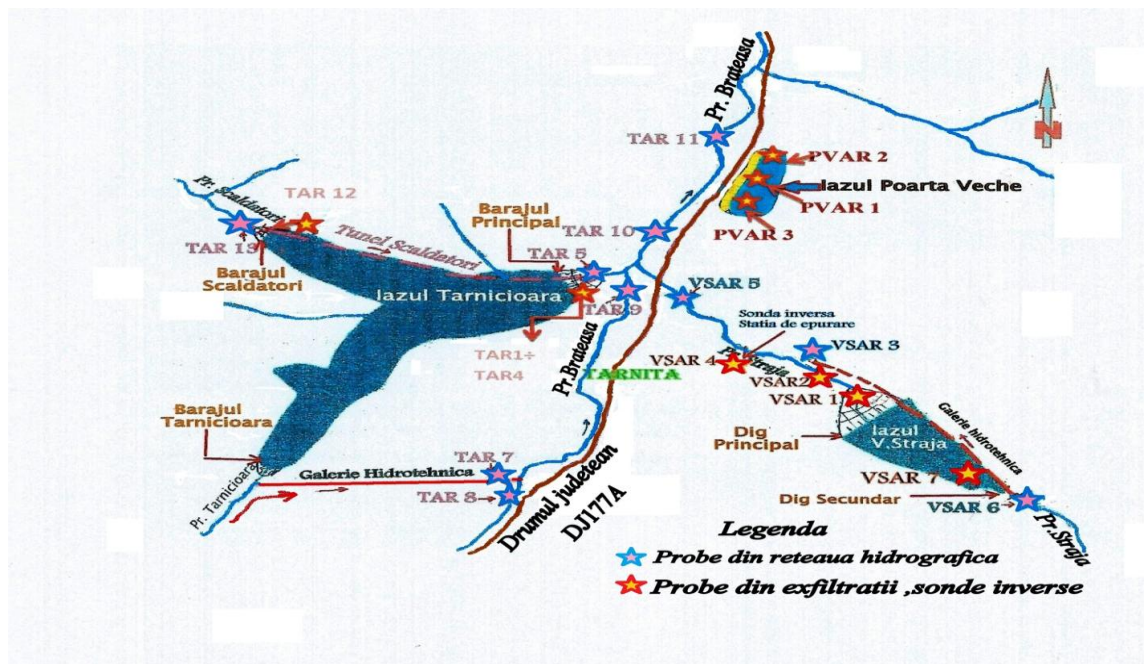 Pr. Brateasa
TAR 11
PVAR 2
Iazul Poarta Veche
PVAR 1
PVAR 3
N
Pr. Scaldatori
TAR 12
TAR 13
Barajul
Scaldatori
Tunel Scaldatori
Barajul
Principal
TAR 10
TAR 5
Iazul Tarnicioara
TAR 9
TAR1÷
TAR4
VSAR 5
Sonda inversa
Statia de epurare
VSAR 3
VSAR 4
Pr. Straja
VSAR2
VSAR 1
Pr.Brateasa
TARNITA
Barajul
Tarnicioara
Dig
Principal
Iazul
V.Straja
Galerie hidrotehnica
TAR 7
Galerie Hidrotehnica
TAR 8
VSAR 7
Dig Secundar
VSAR 6
Pr. Tarnicioara
Pr.Straja
Drumul judetean
DJ177A
Legenda
Probe din reteaua hidrografica
Probe din exfiltratii ,sonde inverse